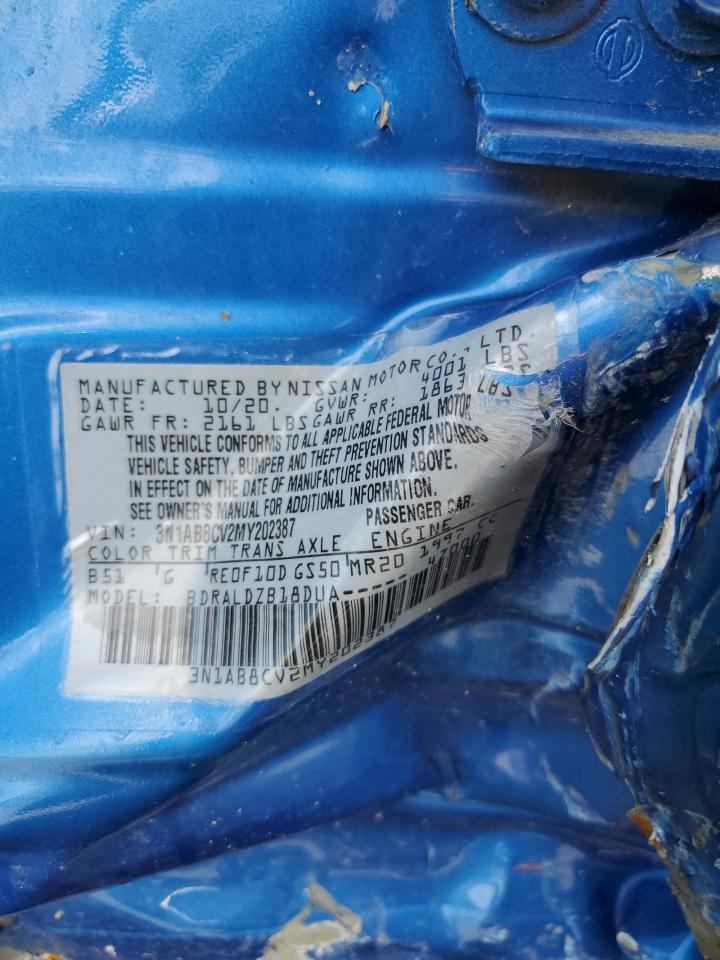 MANUFACTURED BY NISSAN MOTOR CO., LTD.
DATE: 10/20. GVWR: 4001 LBS
GAWR FR: 2161 LBS GAWR RR: 1863 LBS
THIS VEHICLE CONFORMS TO ALL APPLICABLE FEDERAL MOTOR
VEHICLE SAFETY, BUMPER AND THEFT PREVENTION STANDARDS
IN EFFECT ON THE DATE OF MANUFACTURE SHOWN ABOVE.
SEE OWNER'S MANUAL FOR ADDITIONAL INFORMATION.
VIN: 3N1AB8CV2MY202387 PASSENGER CAR.
COLOR TRIM TRANS AXLE ENGINE
B51 G RE0F10D GS50 MR20 1997 CC
MODEL: BDRALDZB18DUA-----
3N1AB8CV2MY202387